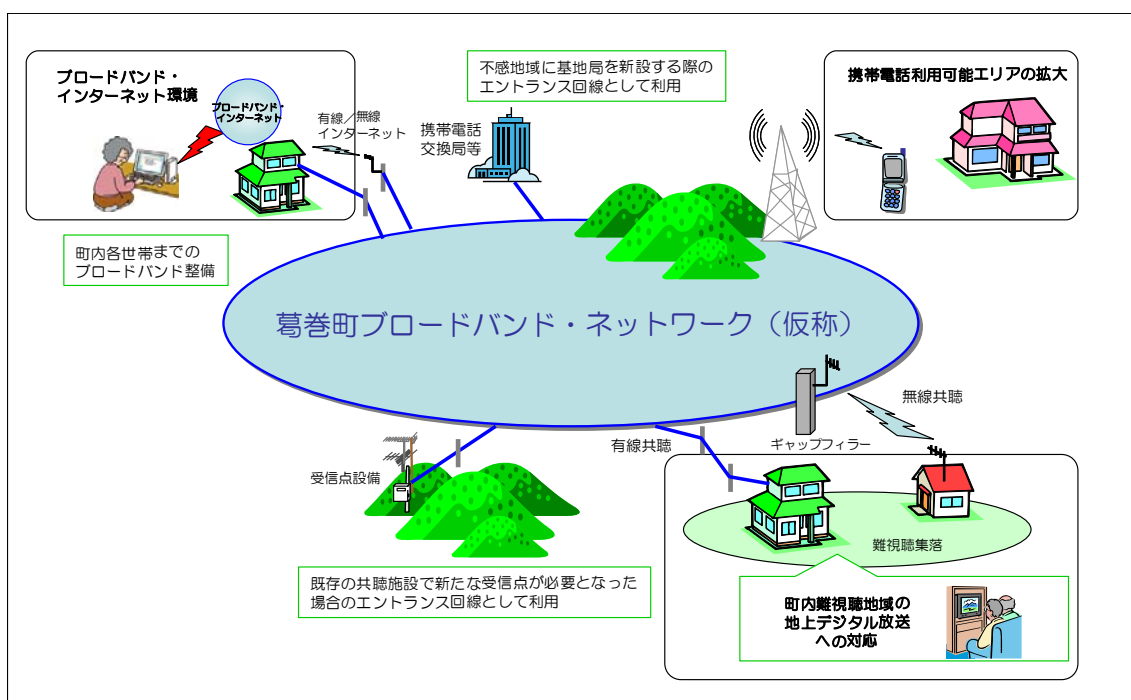 ブロードバンド・
インターネット環境
ブロードバンド・
インターネット
有線／無線
インターネット
町内各世帯までの
ブロードバンド整備
携帯電話
交換局等
不感地域に基地局を新設する際の
エントランス回線として利用
携帯電話利用可能エリアの拡大
葛巻町ブロードバンド・ネットワーク（仮称）
無線共聴
ギャップフィラー
有線共聴
受信点設備
難視聴集落
既存の共聴施設で新たな受信点が必要となった
場合のエントランス回線として利用
町内難視聴地域の
地上デジタル放送
への対応